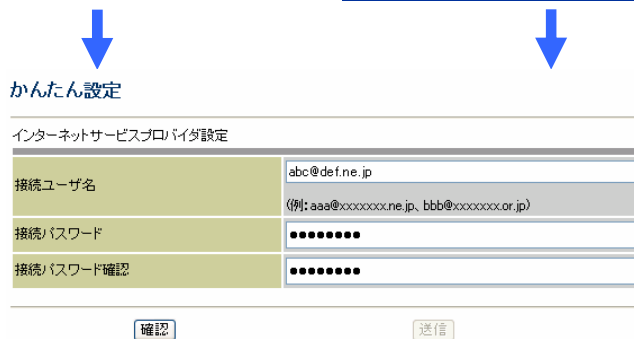 かんたん設定
インターネットサービスプロバイダ設定
接続ユーザ名
abc@def.ne.jp
(例：aaa@xxxxxxx.ne.jp、bbb@xxxxxxx.or.jp)
接続パスワード
●●●●●●●●
接続パスワード確認
●●●●●●●●
確認
送信